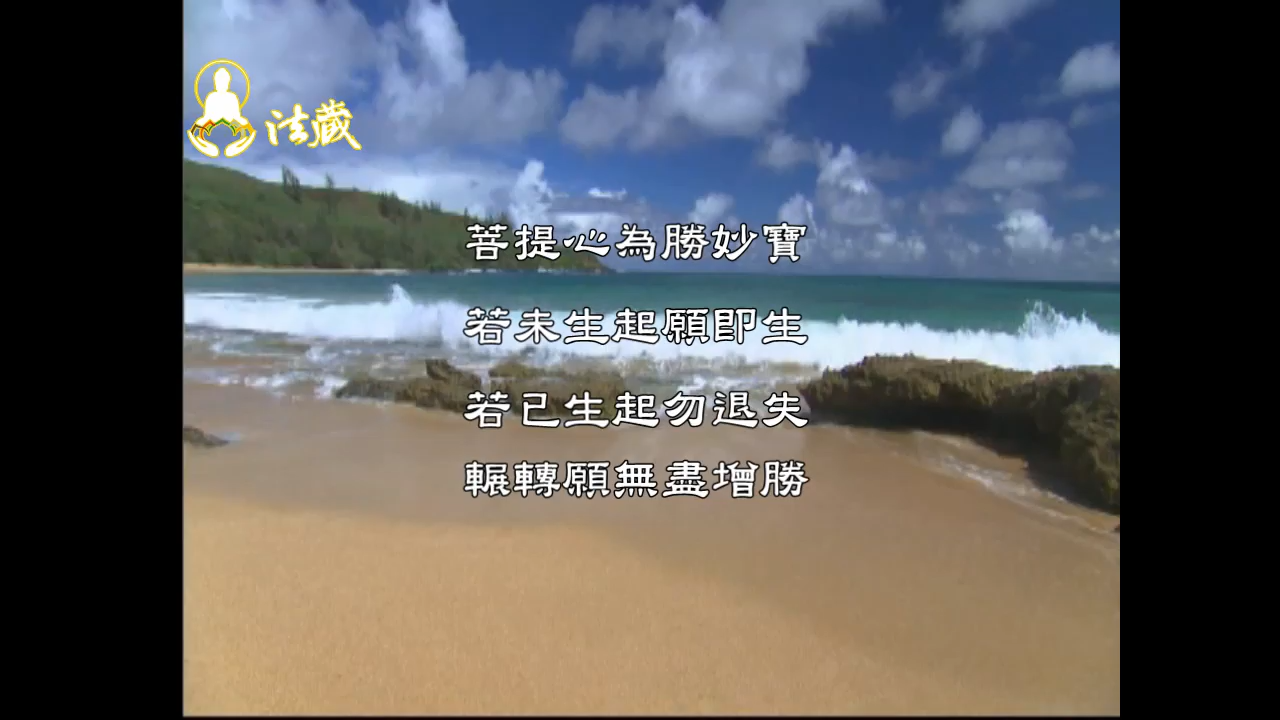 法藏
菩提心為勝妙寶
若未生起願即生
若已生起勿退失
輾轉願無盡增勝